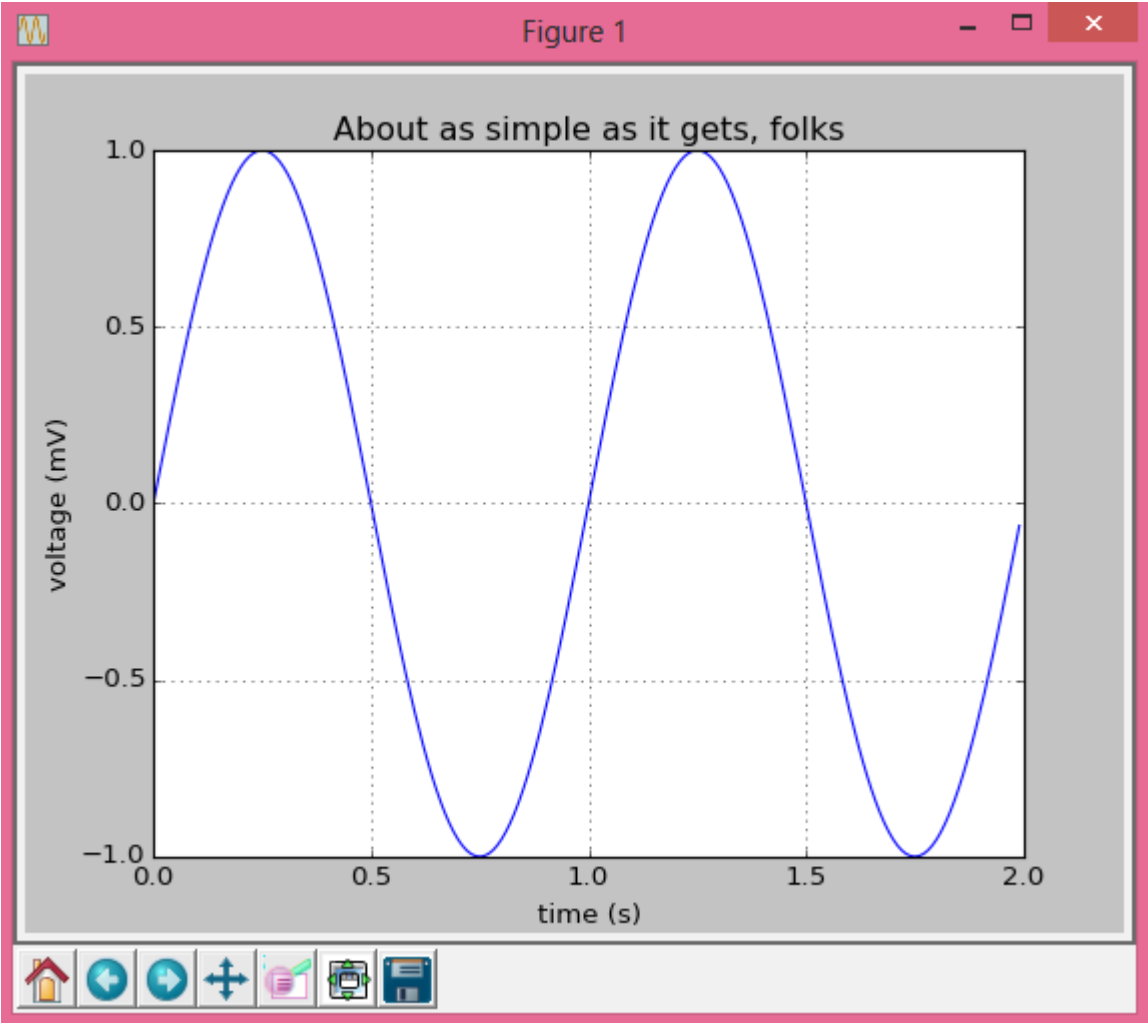 Figure 1
About as simple as it gets, folks
1.0
0.5
0.0
−0.5
−1.0
voltage (mV)
0.0 0.5 1.0 1.5 2.0
time (s)